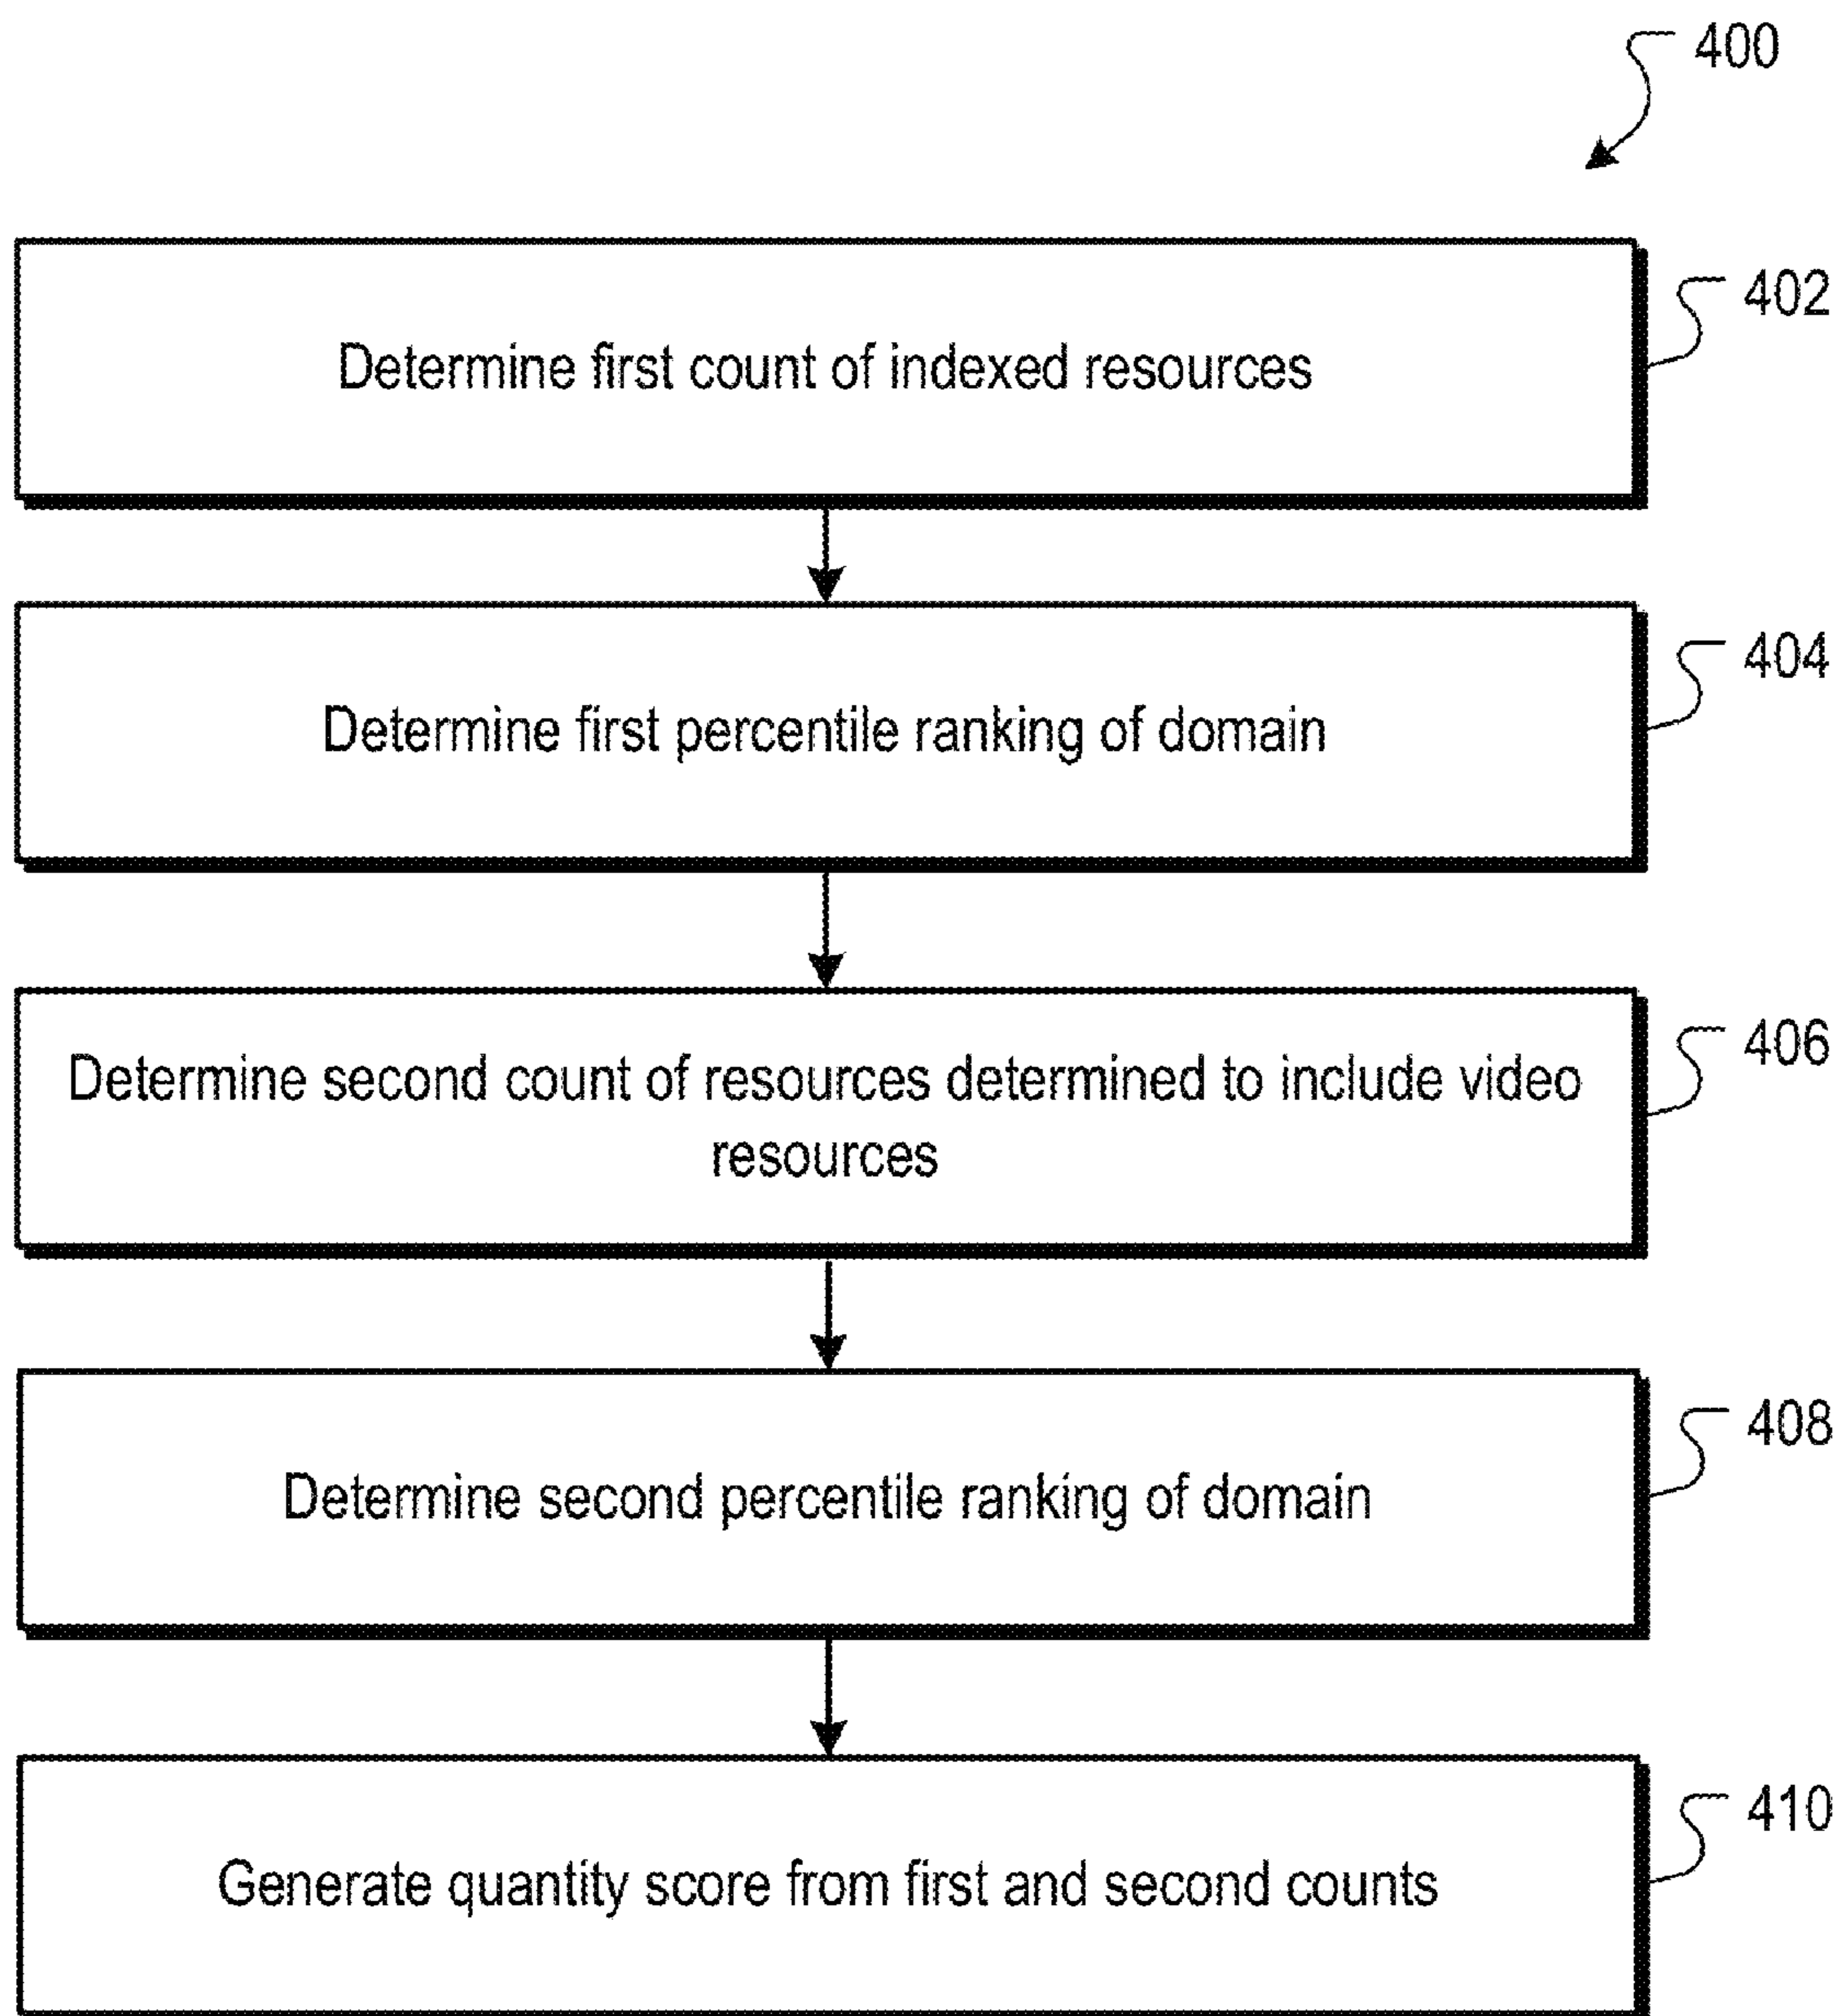 400
Determine first count of indexed resources
402
Determine first percentile ranking of domain
404
Determine second count of resources determined to include video
resources
406
Determine second percentile ranking of domain
408
Generate quantity score from first and second counts
410